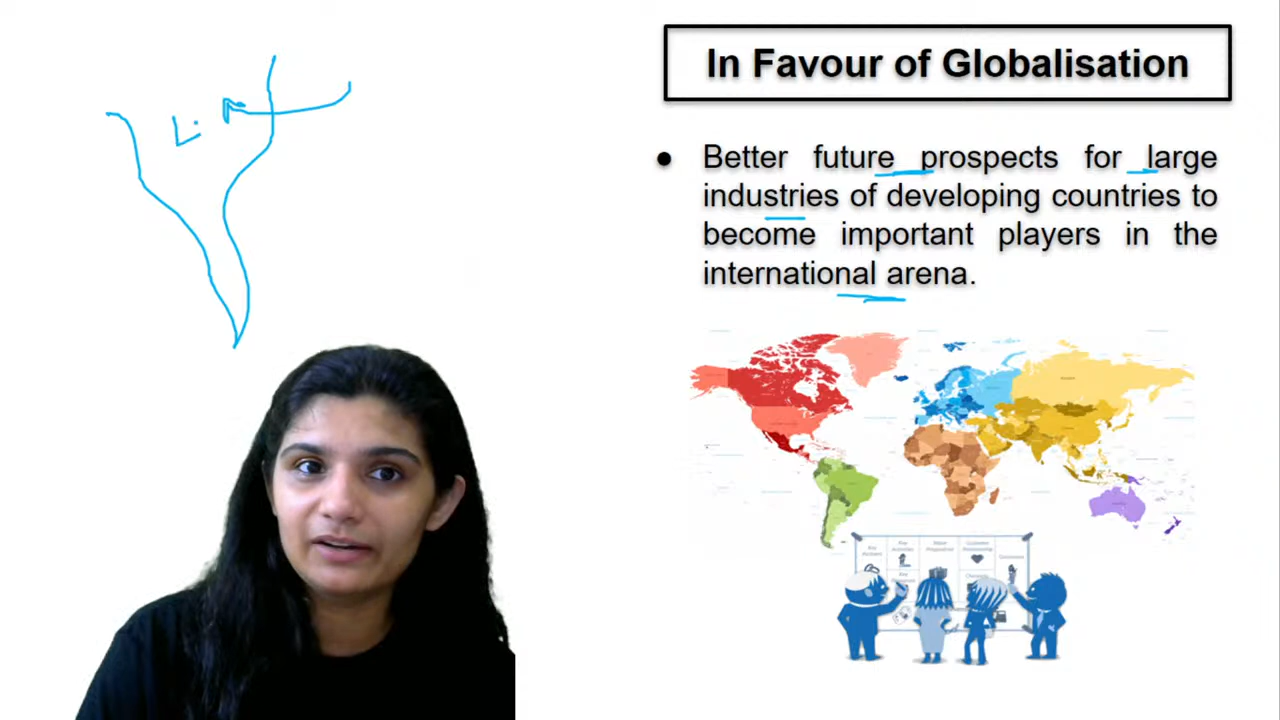 In Favour of Globalisation
● Better future prospects for large
industries of developing countries to
become important players in the
international arena.